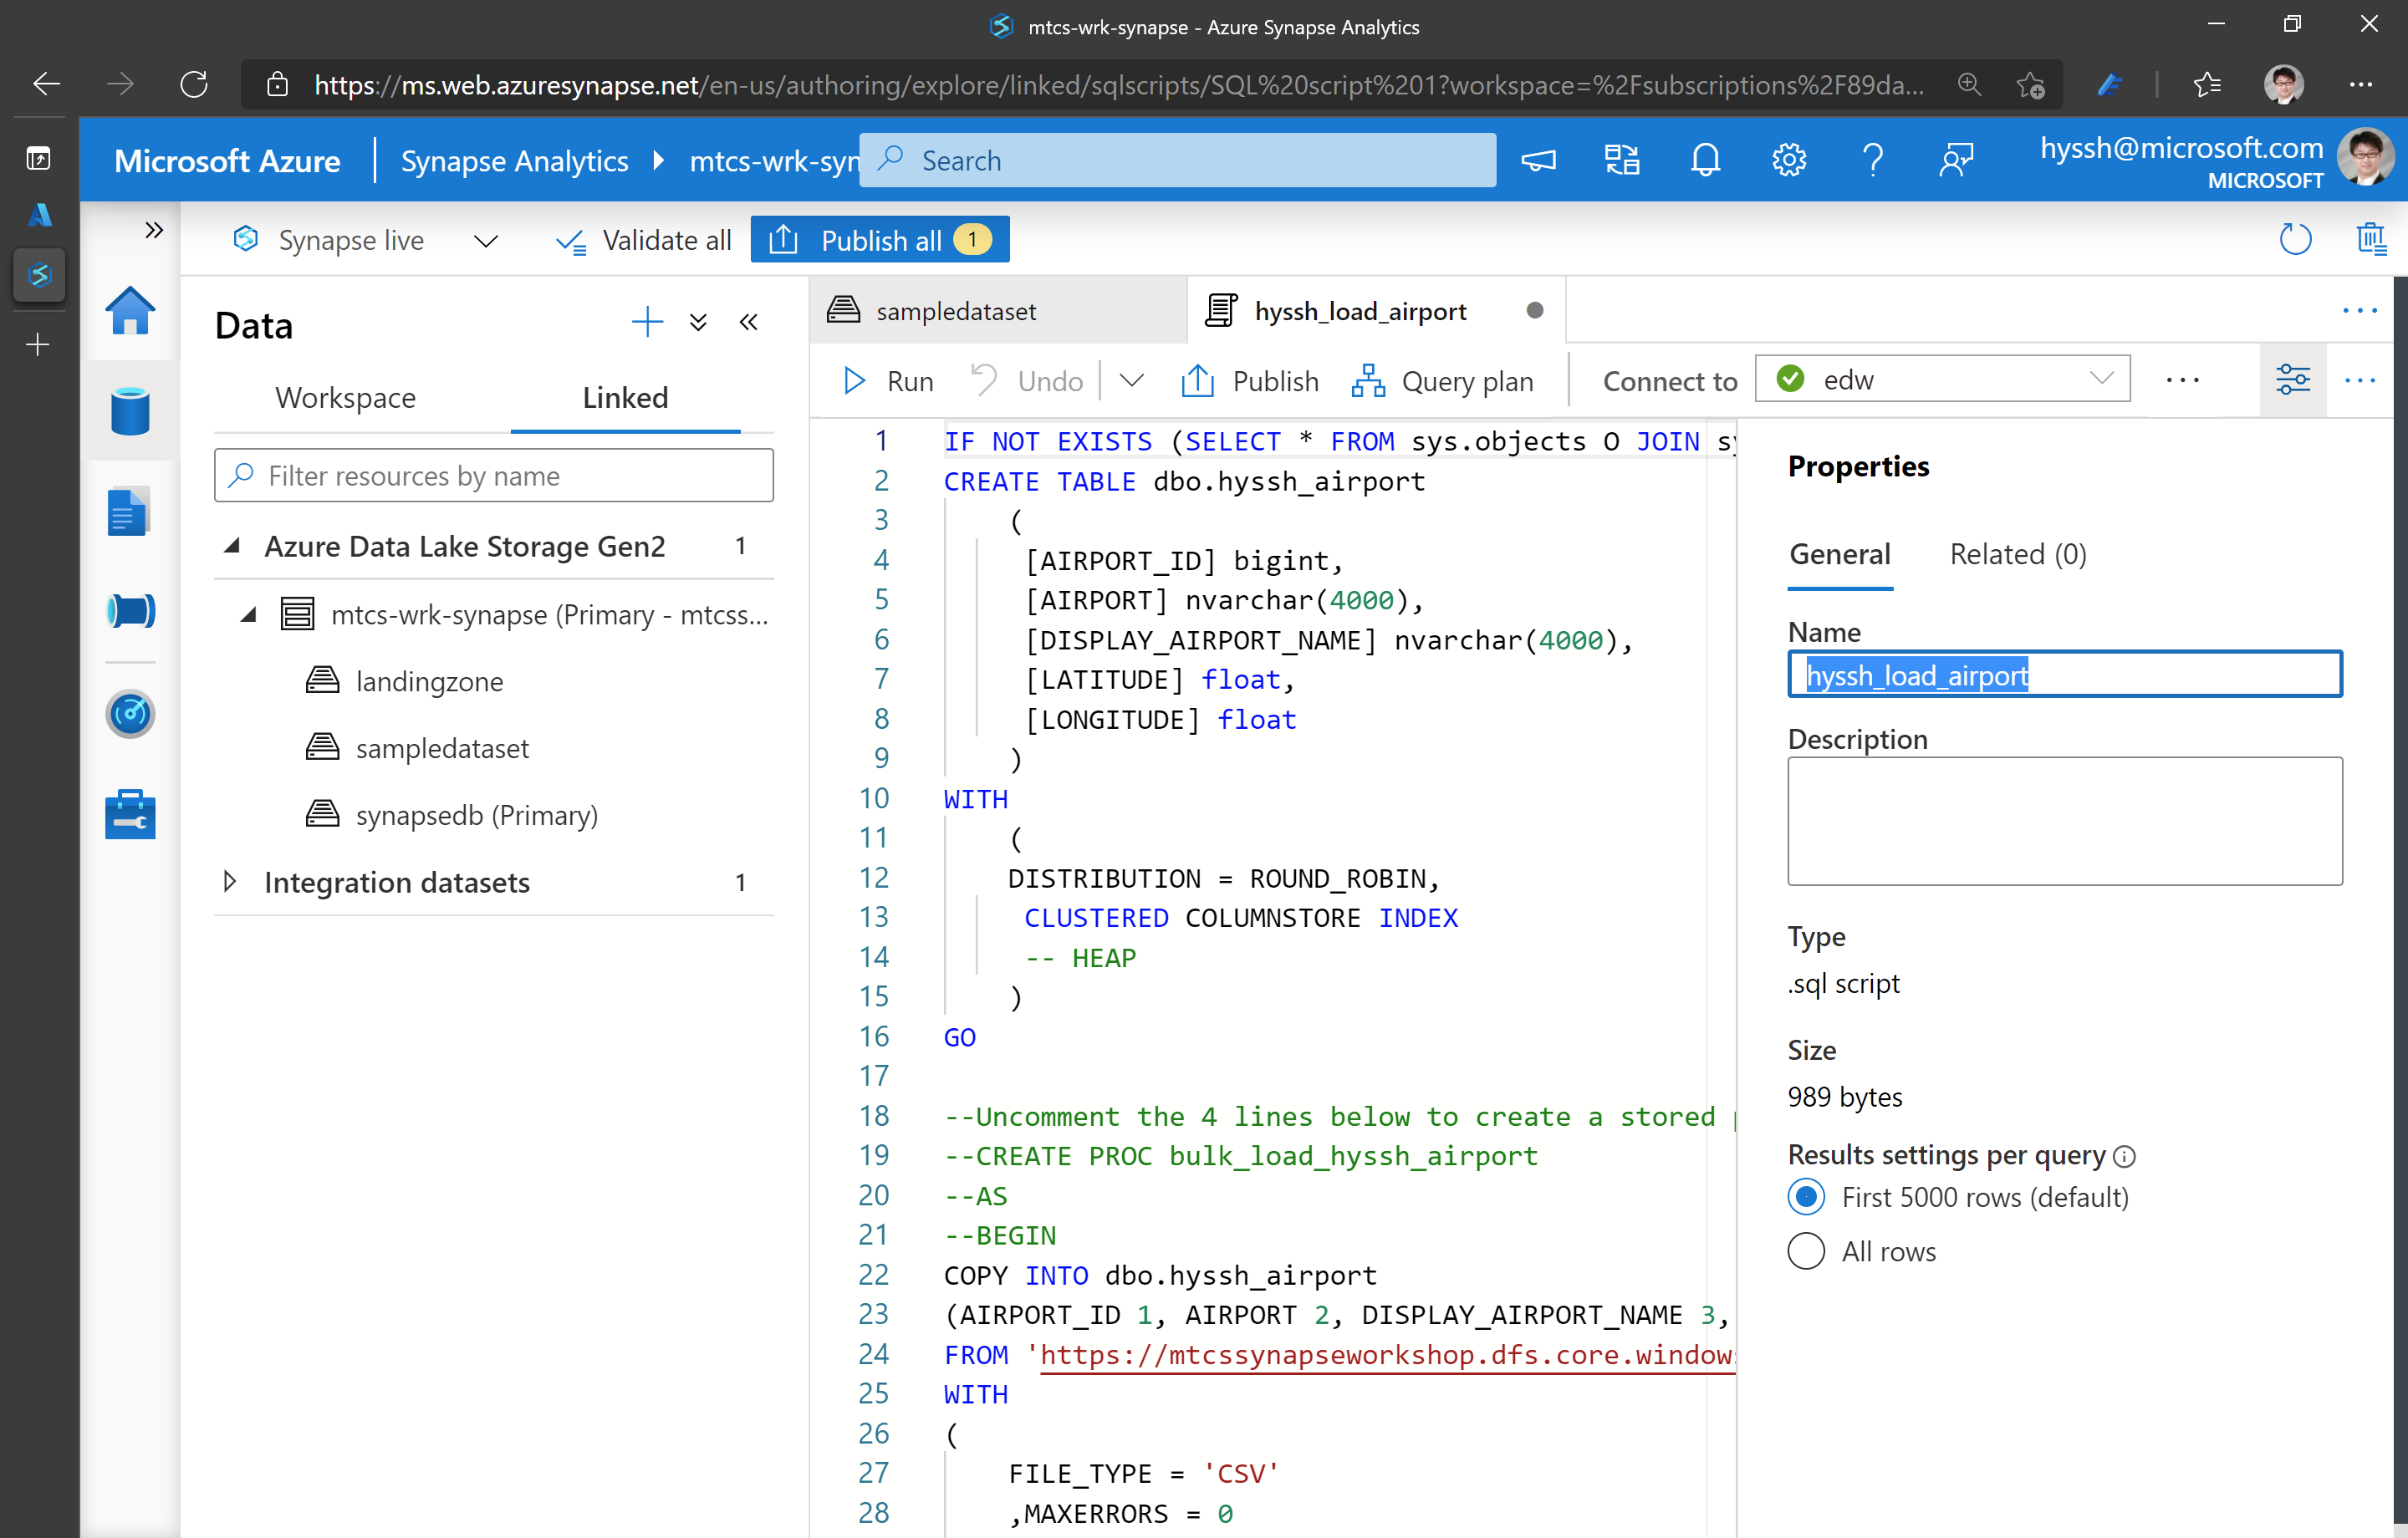 mtcs-wrk-synapse - Azure Synapse Analytics
https://ms.web.azuresynapse.net/en-us/authoring/explore/linked/sqlscripts/SQL%20script%201?workspace=%2Fsubscriptions%2F89da...
Microsoft Azure
Synapse Analytics
mtcs-wrk-syn
Search
hyssh@microsoft.com
MICROSOFT
Synapse live
Validate all
Publish all 1
Data
Workspace
Linked
Filter resources by name
Azure Data Lake Storage Gen2 1
mtcs-wrk-synapse (Primary - mtcss...
landingzone
sampledataset
synapsedb (Primary)
Integration datasets 1
sampledataset
hyssh_load_airport
Run
Undo
Publish
Query plan
Connect to
edw
1 IF NOT EXISTS (SELECT * FROM sys.objects O JOIN sy
2 CREATE TABLE dbo.hyssh_airport
3 (
4 [AIRPORT_ID] bigint,
5 [AIRPORT] nvarchar(4000),
6 [DISPLAY_AIRPORT_NAME] nvarchar(4000),
7 [LATITUDE] float,
8 [LONGITUDE] float
9 )
10 WITH
11 (
12 DISTRIBUTION = ROUND_ROBIN,
13 CLUSTERED COLUMNSTORE INDEX
14 -- HEAP
15 )
16 GO
17
18 --Uncomment the 4 lines below to create a stored p
19 --CREATE PROC bulk_load_hyssh_airport
20 --AS
21 --BEGIN
22 COPY INTO dbo.hyssh_airport
23 (AIRPORT_ID 1, AIRPORT 2, DISPLAY_AIRPORT_NAME 3,
24 FROM 'https://mtcssynapseworkshop.dfs.core.windows
25 WITH
26 (
27 FILE_TYPE = 'CSV'
28 ,MAXERRORS = 0
Properties
General
Related (0)
Name
hyssh_load_airport
Description
Type
.sql script
Size
989 bytes
Results settings per query
First 5000 rows (default)
All rows